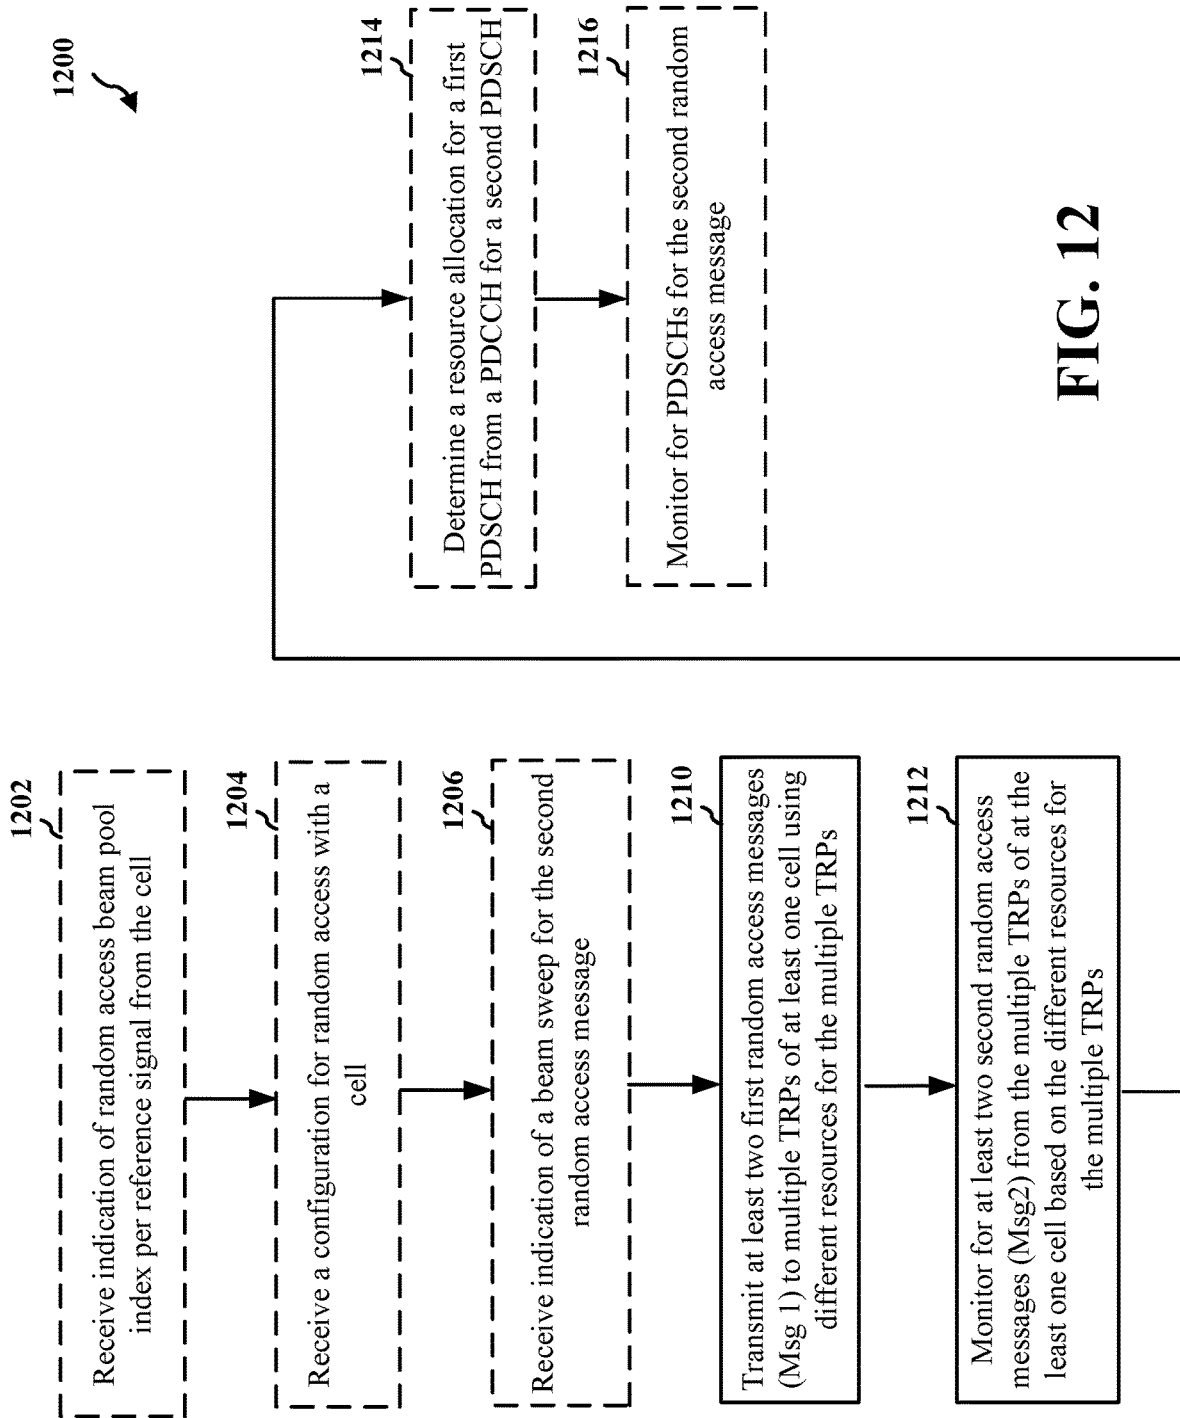 1200
1202
Receive indication of random access beam pool
index per reference signal from the cell
1204
Receive a configuration for random access with a
cell
1206
Receive indication of a beam sweep for the second
random access message
1210
Transmit at least two first random access messages
(Msg 1) to multiple TRPs of at least one cell using
different resources for the multiple TRPs
1212
Monitor for at least two second random access
messages (Msg2) from the multiple TRPs of at the
least one cell based on the different resources for
the multiple TRPs
1214
Determine a resource allocation for a first
PDSCH from a PDCCH for a second PDSCH
1216
Monitor for PDSCHs for the second random
access message
FIG. 12